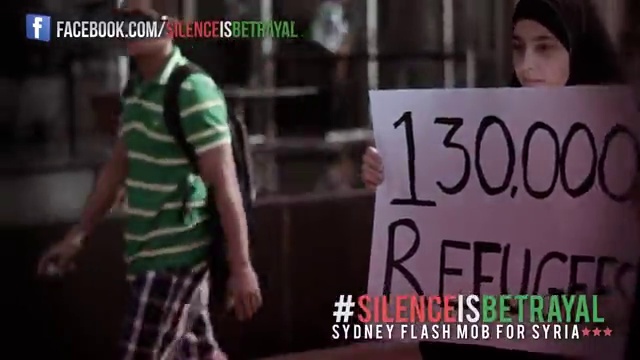 f FACEBOOK.COM/SILENCEISBETRAYAL
130,000
REFUGEES
#SILENCEISBETRAYAL
SYDNEY FLASH MOB FOR SYRIA